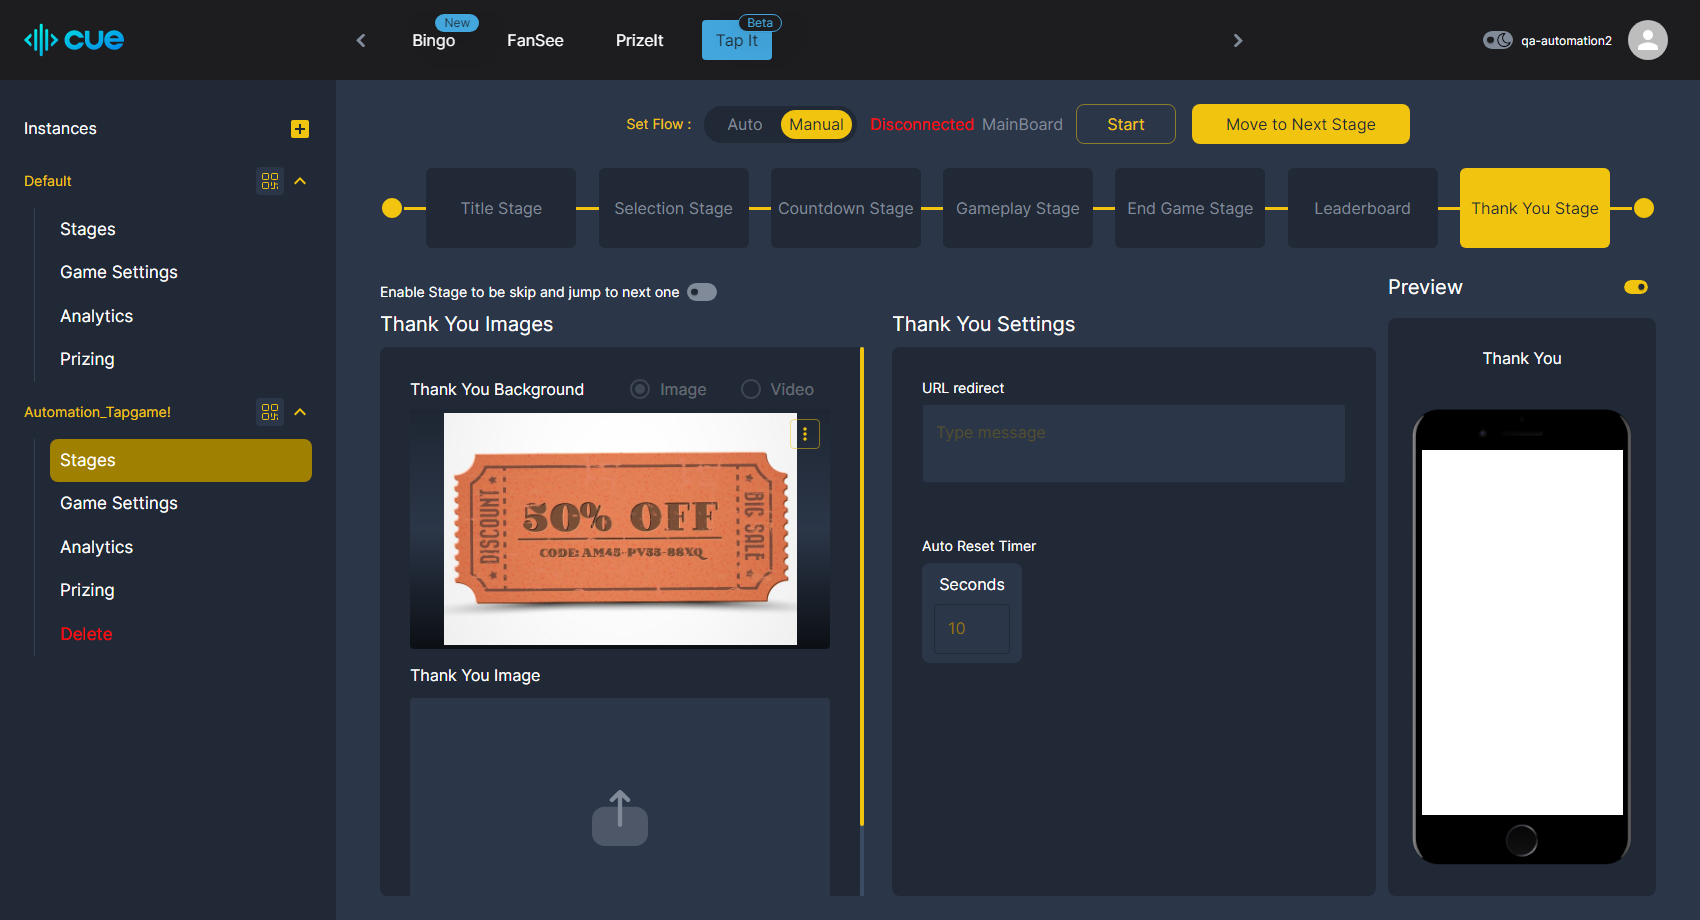 cue
New
Bingo
FanSee
PrizeIt
Beta
Tap It
qa-automation2
Instances
Default
Stages
Game Settings
Analytics
Prizing
Automation_Tapgame!
Stages
Game Settings
Analytics
Prizing
Delete
Set Flow :
Auto
Manual
Disconnected MainBoard
Start
Move to Next Stage
Title Stage
Selection Stage
Countdown Stage
Gameplay Stage
End Game Stage
Leaderboard
Thank You Stage
Enable Stage to be skip and jump to next one
Thank You Images
Thank You Background
Image
Video
DISCOUNT
50% OFF
CODE: AM45-PV55-88XQ
BIG SALE
Thank You Image
Thank You Settings
URL redirect
Type message
Auto Reset Timer
Seconds
10
Preview
Thank You